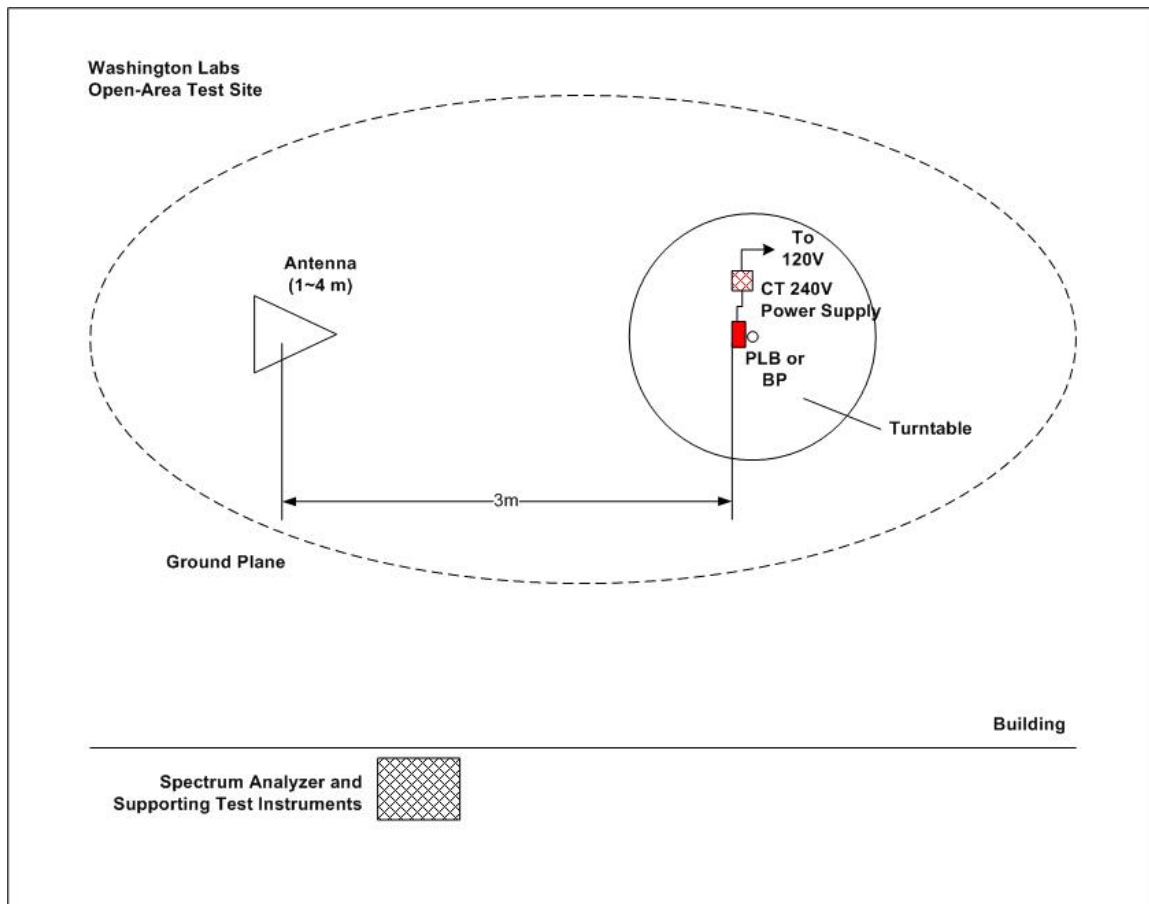 Washington Labs
Open-Area Test Site
Antenna
(1~4 m)
To
120V
CT 240V
Power Supply
PLB or
BP
Turntable
3m
Ground Plane
Building
Spectrum Analyzer and
Supporting Test Instruments